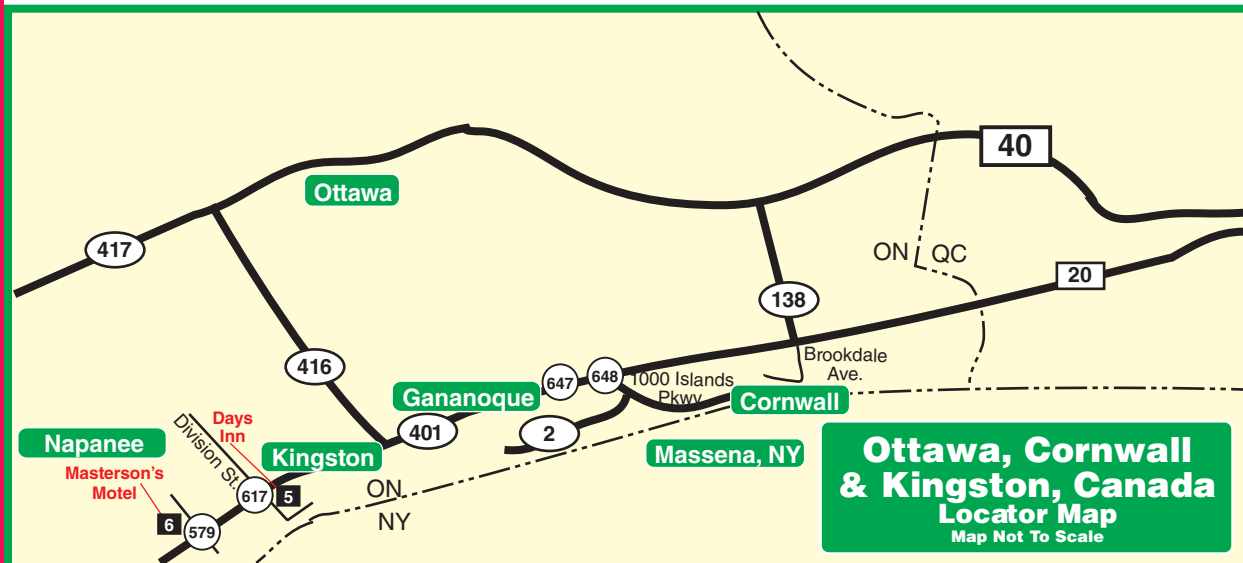 40
Ottawa
417
ON
QC
20
138
416
Brookdale
Ave.
647
648
1000 Islands
Pkwy
Gananoque
Cornwall
401
2
Napanee
Division St.
Days
Inn
Kingston
Massena, NY
Masterson's
Motel
617
5
ON
NY
6
579
Ottawa, Cornwall
& Kingston, Canada
Locator Map
Map Not To Scale